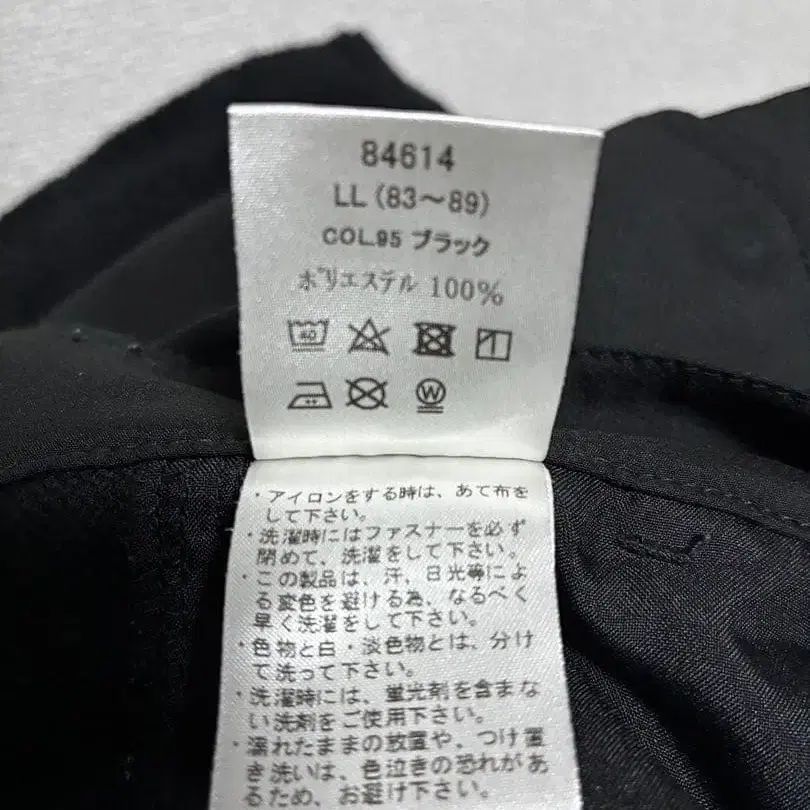 84614
LL(83～89)
COL.95 ブラック
ポリエステル 100%
40
W
・アイロンをする時は、あて布を
して下さい。
・洗濯時にはファスナーを必ず
閉めて、洗濯をして下さい。
・この製品は、汗、日光等によ
る変色を避ける為、なるべく
早く洗濯をして下さい。
・色物と白・淡色物とは、分け
て洗って下さい。
・洗濯時には、蛍光剤を含まな
い洗剤をご使用下さい。
・濡れたままの放置や、つけ置
き洗いは、色泣きの恐れがあ
るため、お避け下さい。